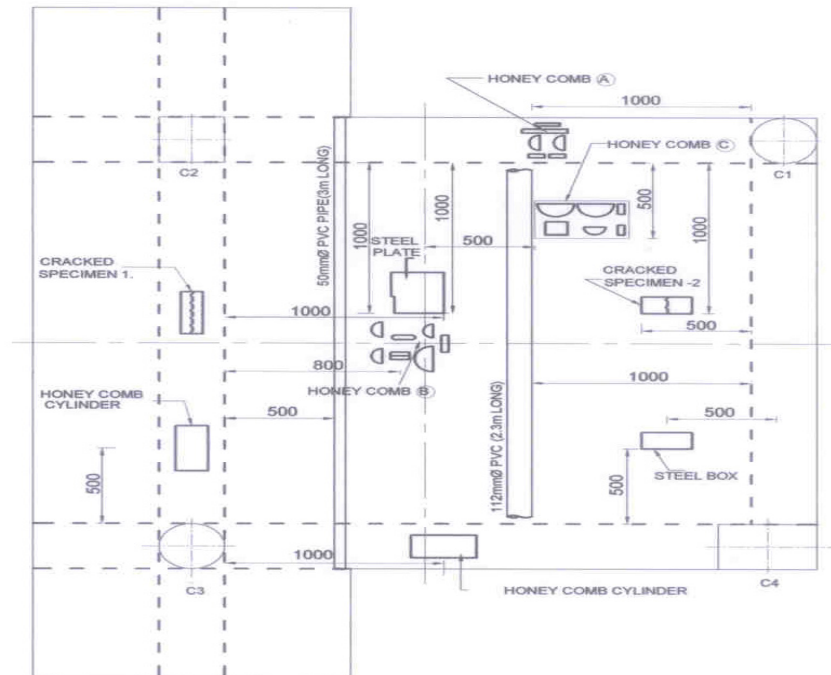 HONEY COMB Ⓐ
1000
HONEY COMB Ⓒ
C2
C1
50mmØ PVC PIPE(3m LONG)
1000
1000
500
1000
STEEL
PLATE
500
CRACKED
SPECIMEN 1.
CRACKED
SPECIMEN -2
1000
500
800
HONEY COMB Ⓑ
1000
HONEY COMB
CYLINDER
500
500
112mmØ PVC (2.3m LONG)
500
STEEL BOX
500
1000
C3
HONEY COMB CYLINDER
C4